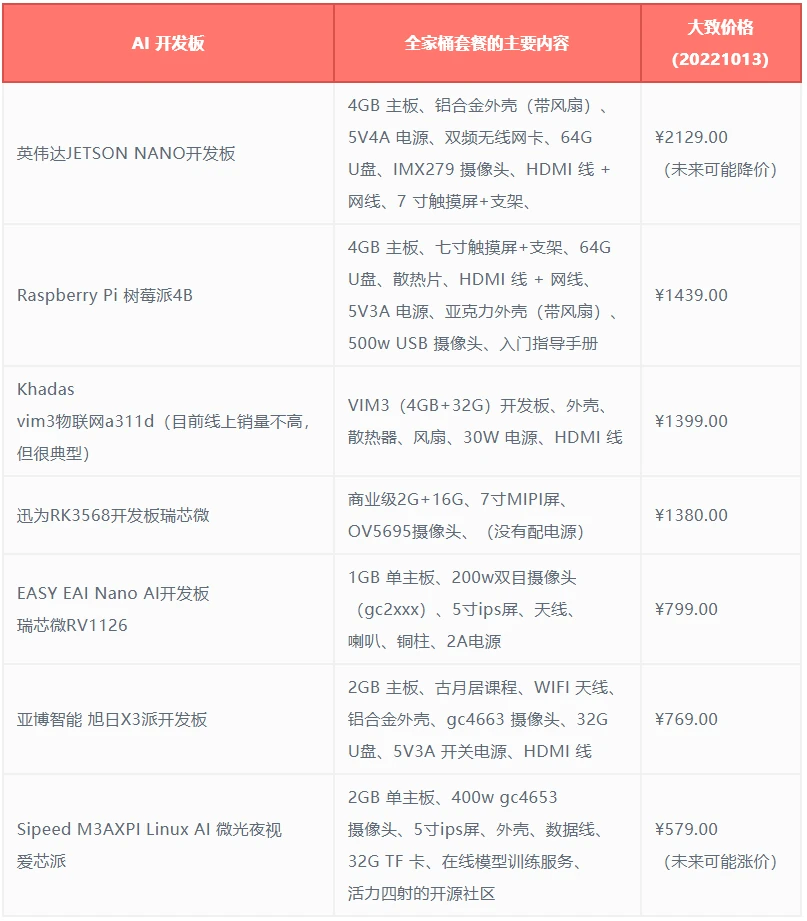 AI 开发板
全家桶套餐的主要内容
大致价格
(20221013)
英伟达JETSON NANO开发板
4GB 主板、铝合金外壳（带风扇）、
5V4A 电源、双频无线网卡、64G
U盘、IMX279 摄像头、HDMI 线 +
网线、7 寸触摸屏+支架、
¥2129.00
（未来可能降价）
Raspberry Pi 树莓派4B
4GB 主板、七寸触摸屏+支架、64G
U盘、散热片、HDMI 线 + 网线、
5V3A 电源、亚克力外壳（带风扇）、
500w USB 摄像头、入门指导手册
¥1439.00
Khadas
vim3物联网a311d（目前线上销量不高，
但很典型）
VIM3（4GB+32G）开发板、外壳、
散热器、风扇、30W 电源、HDMI 线
¥1399.00
迅为RK3568开发板瑞芯微
商业级2G+16G、7寸MIPI屏、
OV5695摄像头、（没有配电源）
¥1380.00
EASY EAI Nano AI开发板
瑞芯微RV1126
1GB 单主板、200w双目摄像头
（gc2xxx）、5寸ips屏、天线、
喇叭、铜柱、2A电源
¥799.00
亚博智能 旭日X3派开发板
2GB 主板、古月居课程、WIFI 天线、
铝合金外壳、gc4663 摄像头、32G
U盘、5V3A 开关电源、HDMI 线
¥769.00
Sipeed M3AXPI Linux AI 微光夜视
爱芯派
2GB 单主板、400w gc4653
摄像头、5寸ips屏、外壳、数据线、
32G TF 卡、在线模型训练服务、
活力四射的开源社区
¥579.00
（未来可能涨价）